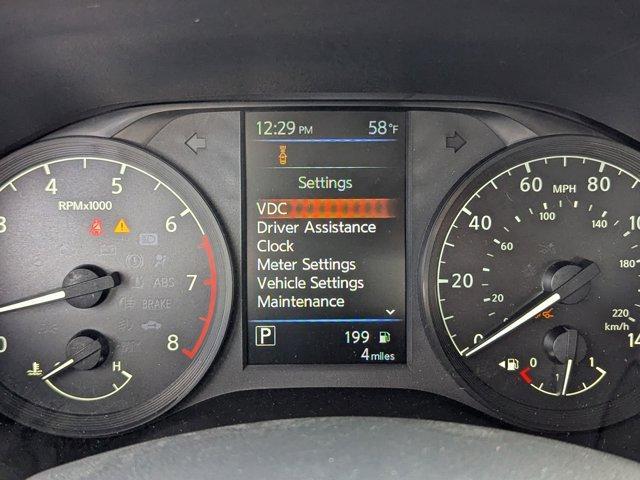 12:29 PM 58°F
Settings
VDC
Driver Assistance
Clock
Meter Settings
Vehicle Settings
Maintenance
P 199
4 miles
3 4 5 6 7 8
RPMx1000
ABS
BRAKE
H
0 20 40 60 80
MPH
20 60 100 140 180 220
km/h
0 1